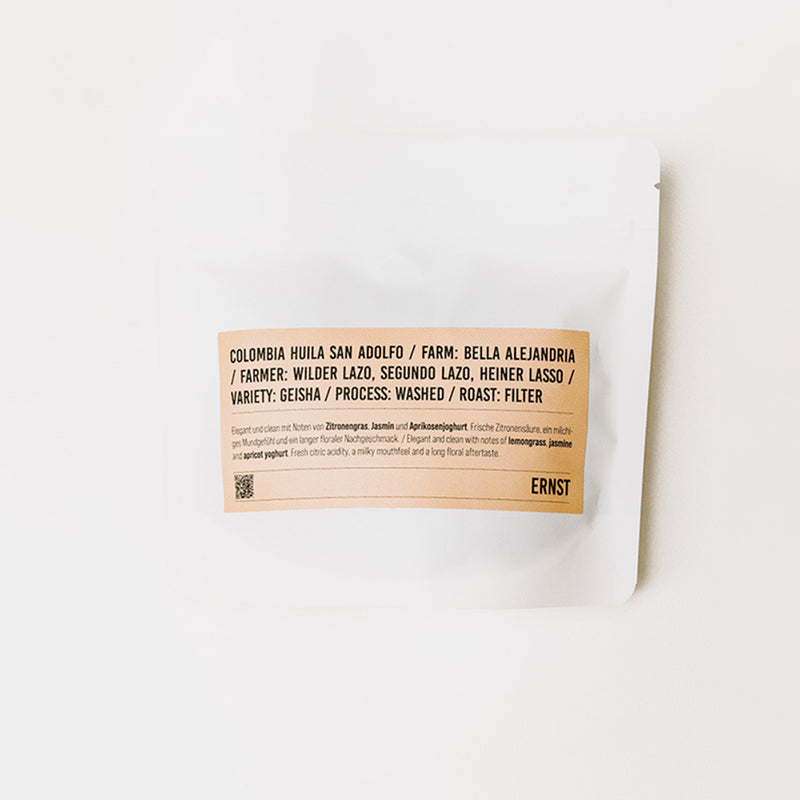 COLOMBIA HUILA SAN ADOLFO / FARM: BELLA ALEJANDRIA
/ FARMER: WILDER LAZO, SEGUNDO LAZO, HEINER LASSO /
VARIETY: GEISHA / PROCESS: WASHED / ROAST: FILTER
Elegant und clean mit Noten von Zitronengras, Jasmin und Aprikosenjoghurt. Frische Zitronensäure, ein milchi-
ges Mundgefühl und ein langer floraler Nachgeschmack. / Elegant and clean with notes of lemongrass, jasmine
and apricot yoghurt. Fresh citric acidity, a milky mouthfeel and a long floral aftertaste.
ERNST